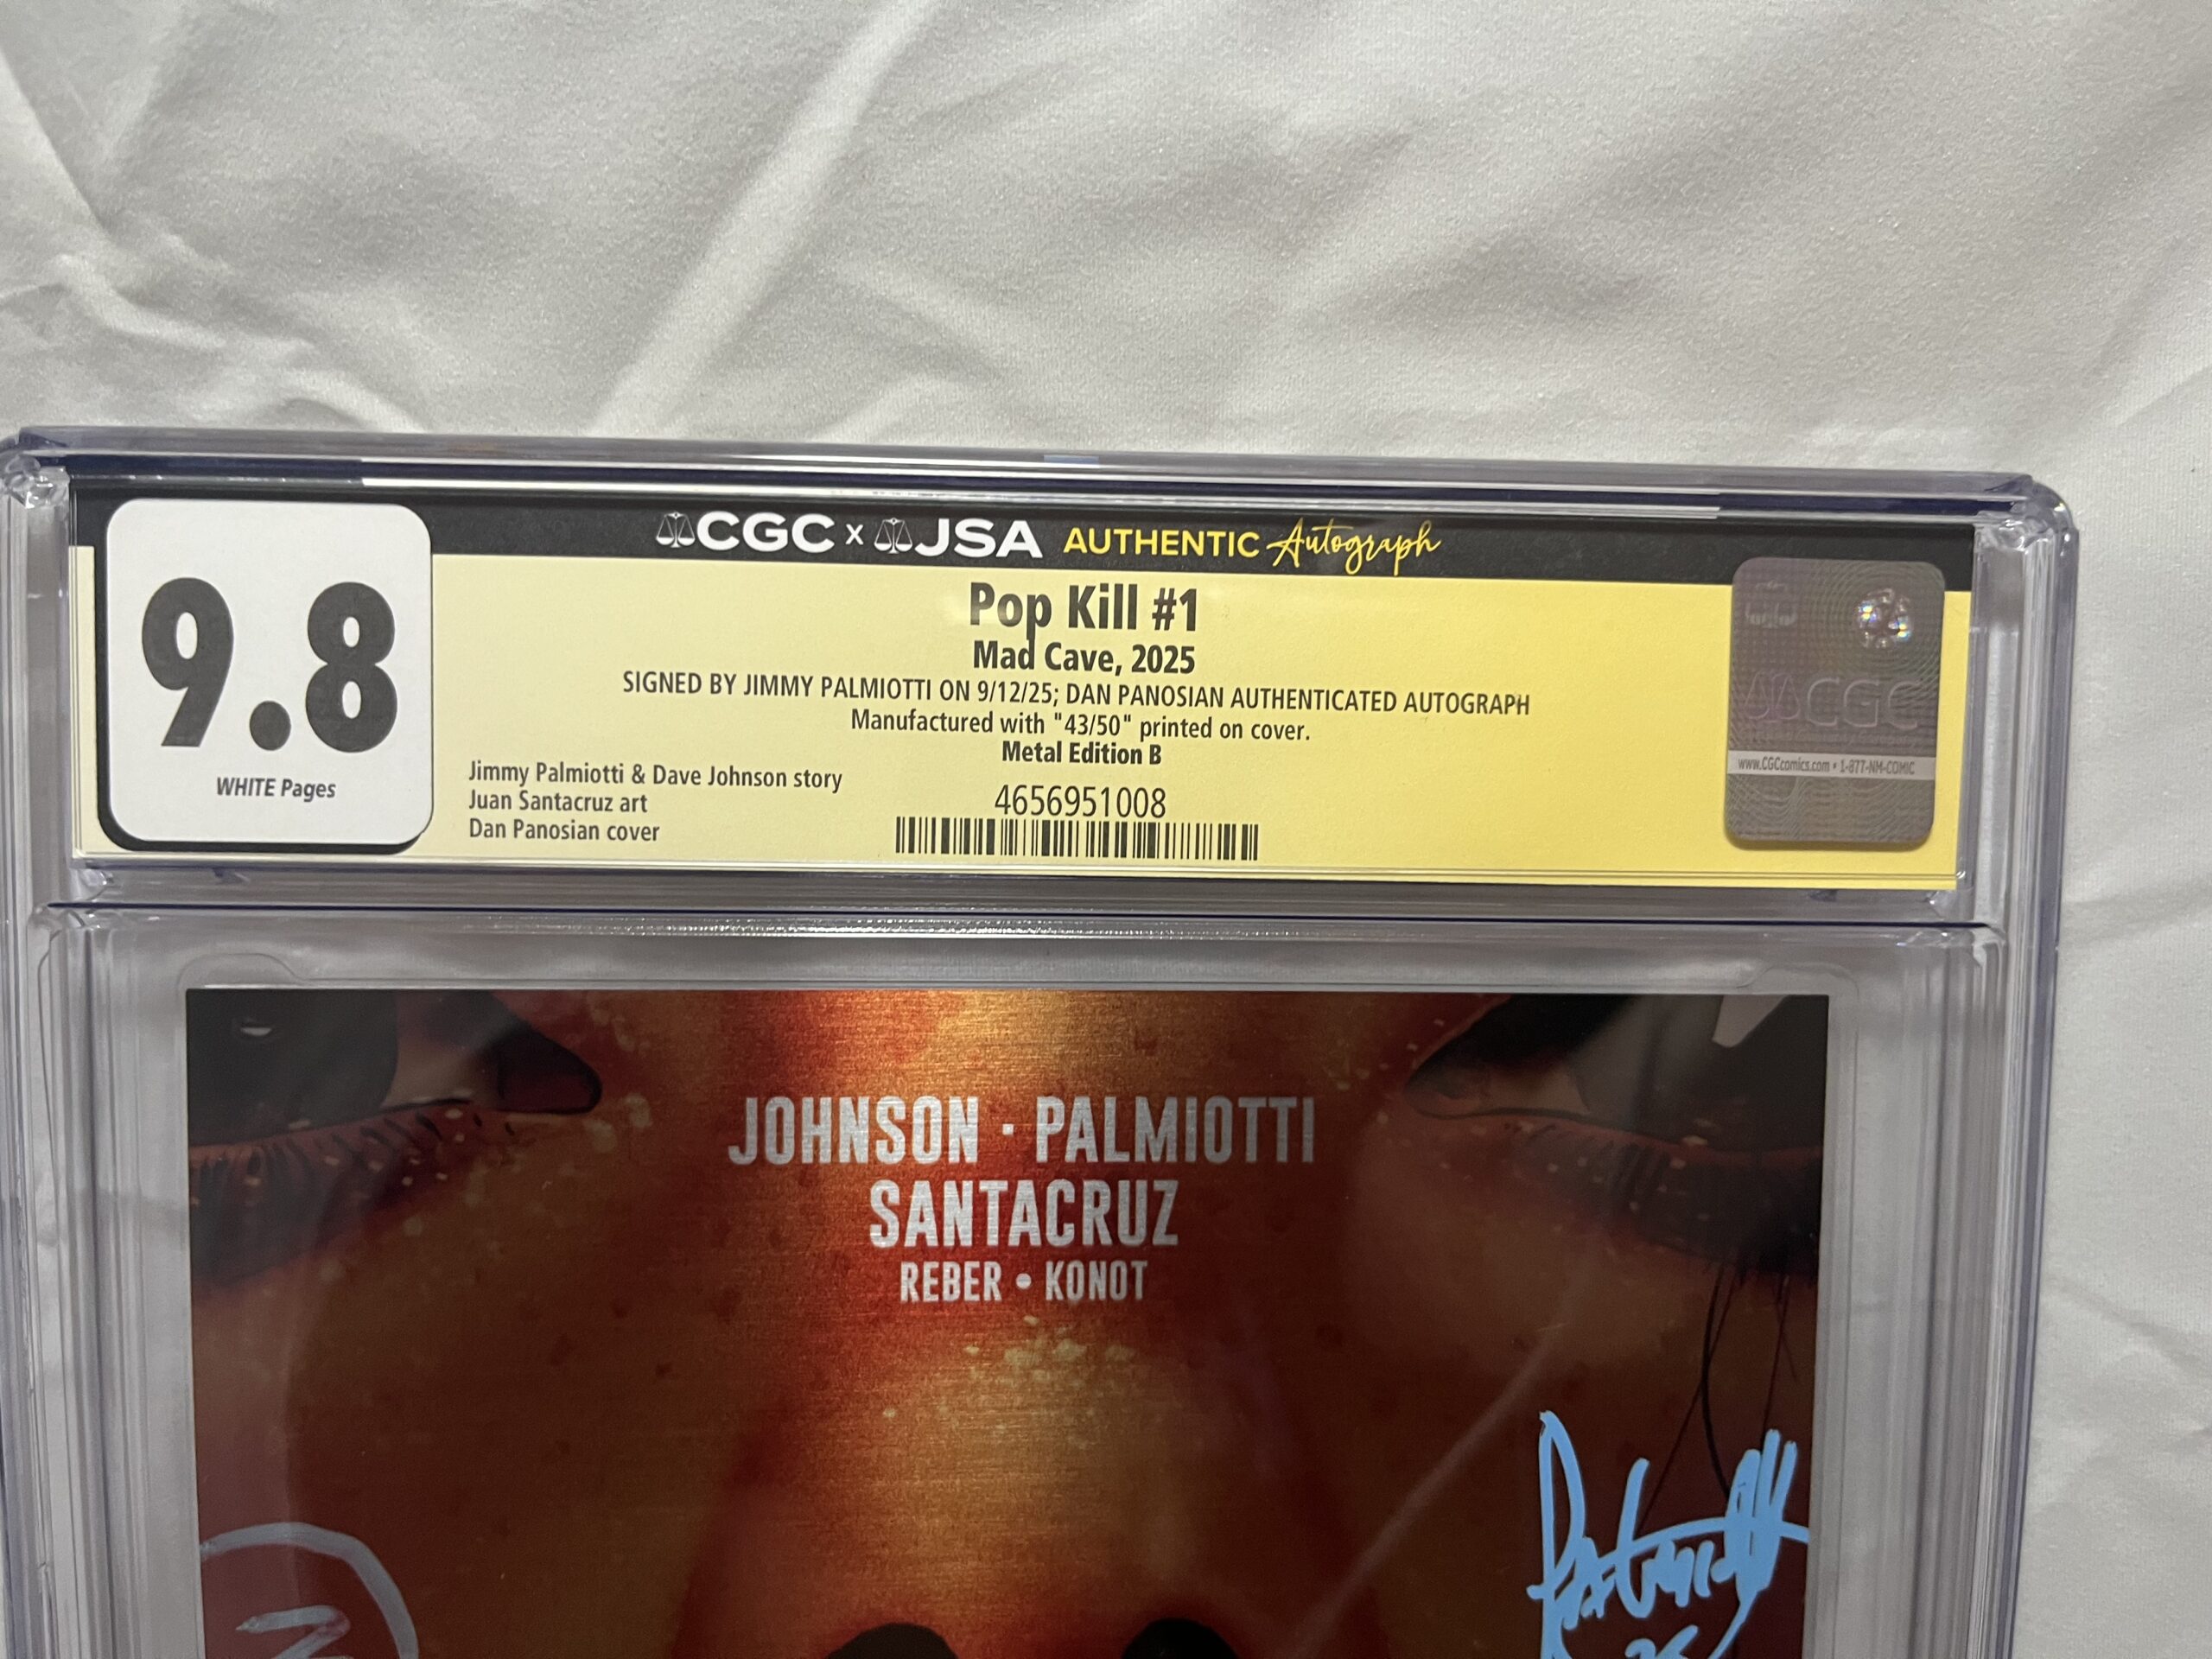 CGC x JSA AUTHENTIC Autograph
9.8
WHITE Pages
Pop Kill #1
Mad Cave, 2025
SIGNED BY JIMMY PALMIOTTI ON 9/12/25; DAN PANOSIAN AUTHENTICATED AUTOGRAPH
Manufactured with "43/50" printed on cover.
Metal Edition B
Jimmy Palmiotti & Dave Johnson story
Juan Santacruz art
Dan Panosian cover
4656951008
CGC
www.CGCcomics.com • 1-877-NM-COMIC
JOHNSON · PALMIOTTI
SANTACRUZ
REBER • KONOT